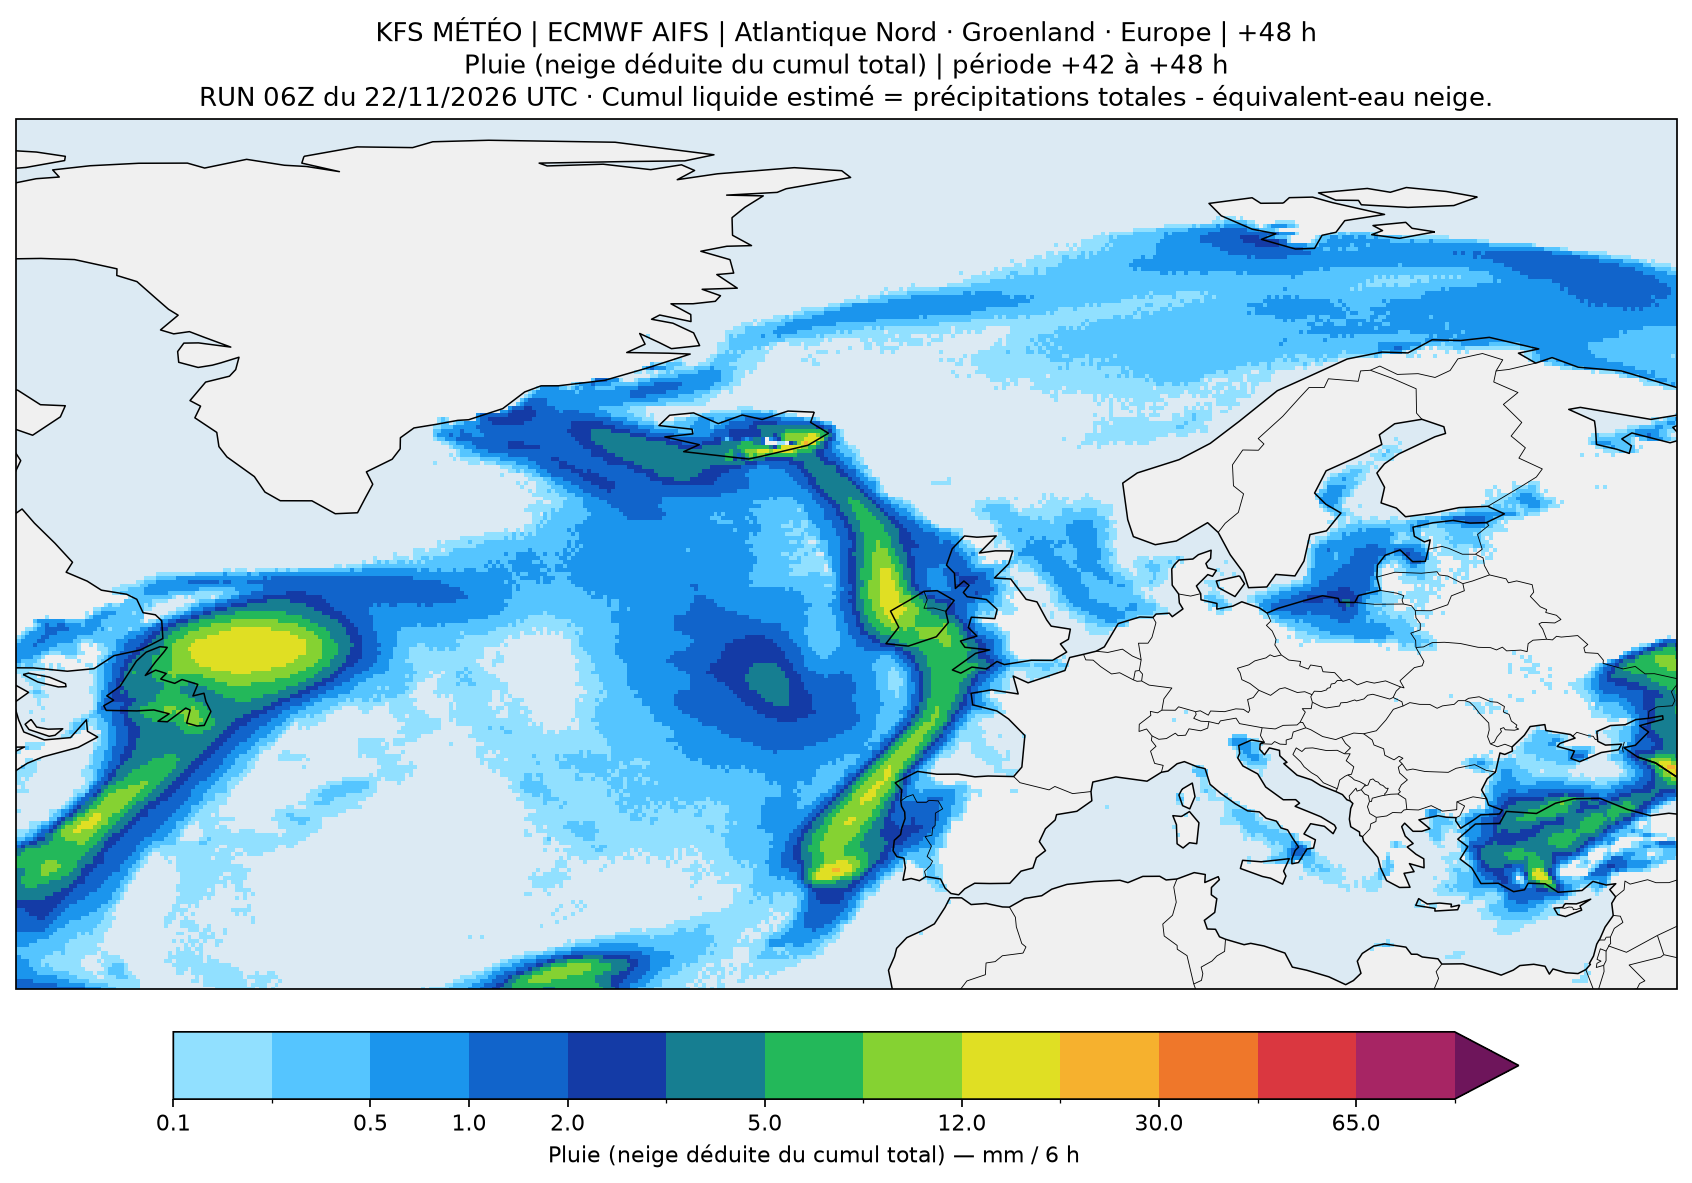 KFS MÉTÉO | ECMWF AIFS | Atlantique Nord · Groenland · Europe | +48 h
Pluie (neige déduite du cumul total) | période +42 à +48 h
RUN 06Z du 22/11/2026 UTC · Cumul liquide estimé = précipitations totales - équivalent-eau neige.
0.1 0.5 1.0 2.0 5.0 12.0 30.0 65.0
Pluie (neige déduite du cumul total) — mm / 6 h